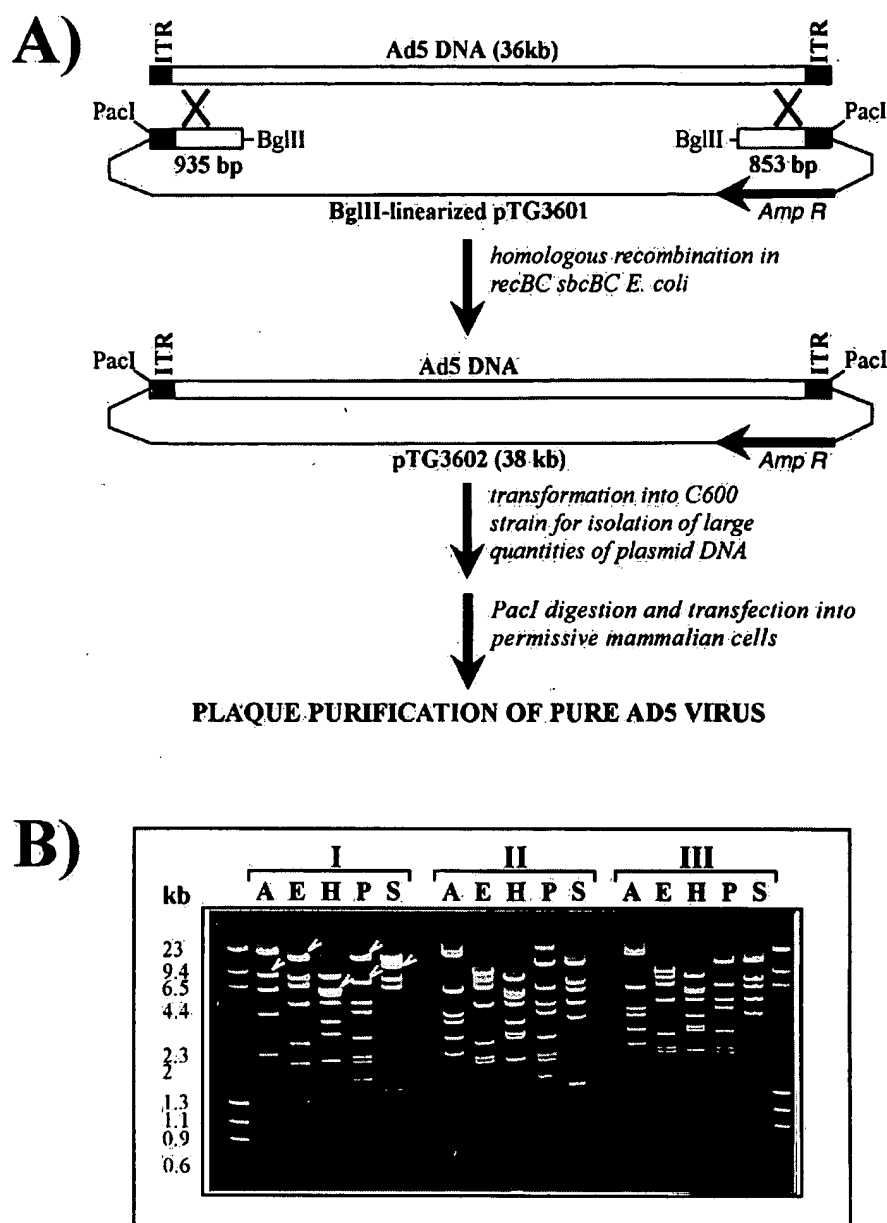 A)
ITR
Ad5 DNA (36kb)
ITR
PacI
PacI
BglII
BglII
935 bp
853 bp
BglII-linearized pTG3601
Amp R
homologous recombination in
recBC sbcBC E. coli
ITR
ITR
PacI
Ad5 DNA
PacI
pTG3602 (38 kb)
Amp R
transformation into C600
strain for isolation of large
quantities of plasmid DNA
PacI digestion and transfection into
permissive mammalian cells
PLAQUE PURIFICATION OF PURE AD5 VIRUS
B)
I II III
kb A E H P S A E H P S A E H P S
23
9.4
6.5
4.4
2.3
2
1.3
1.1
0.9
0.6